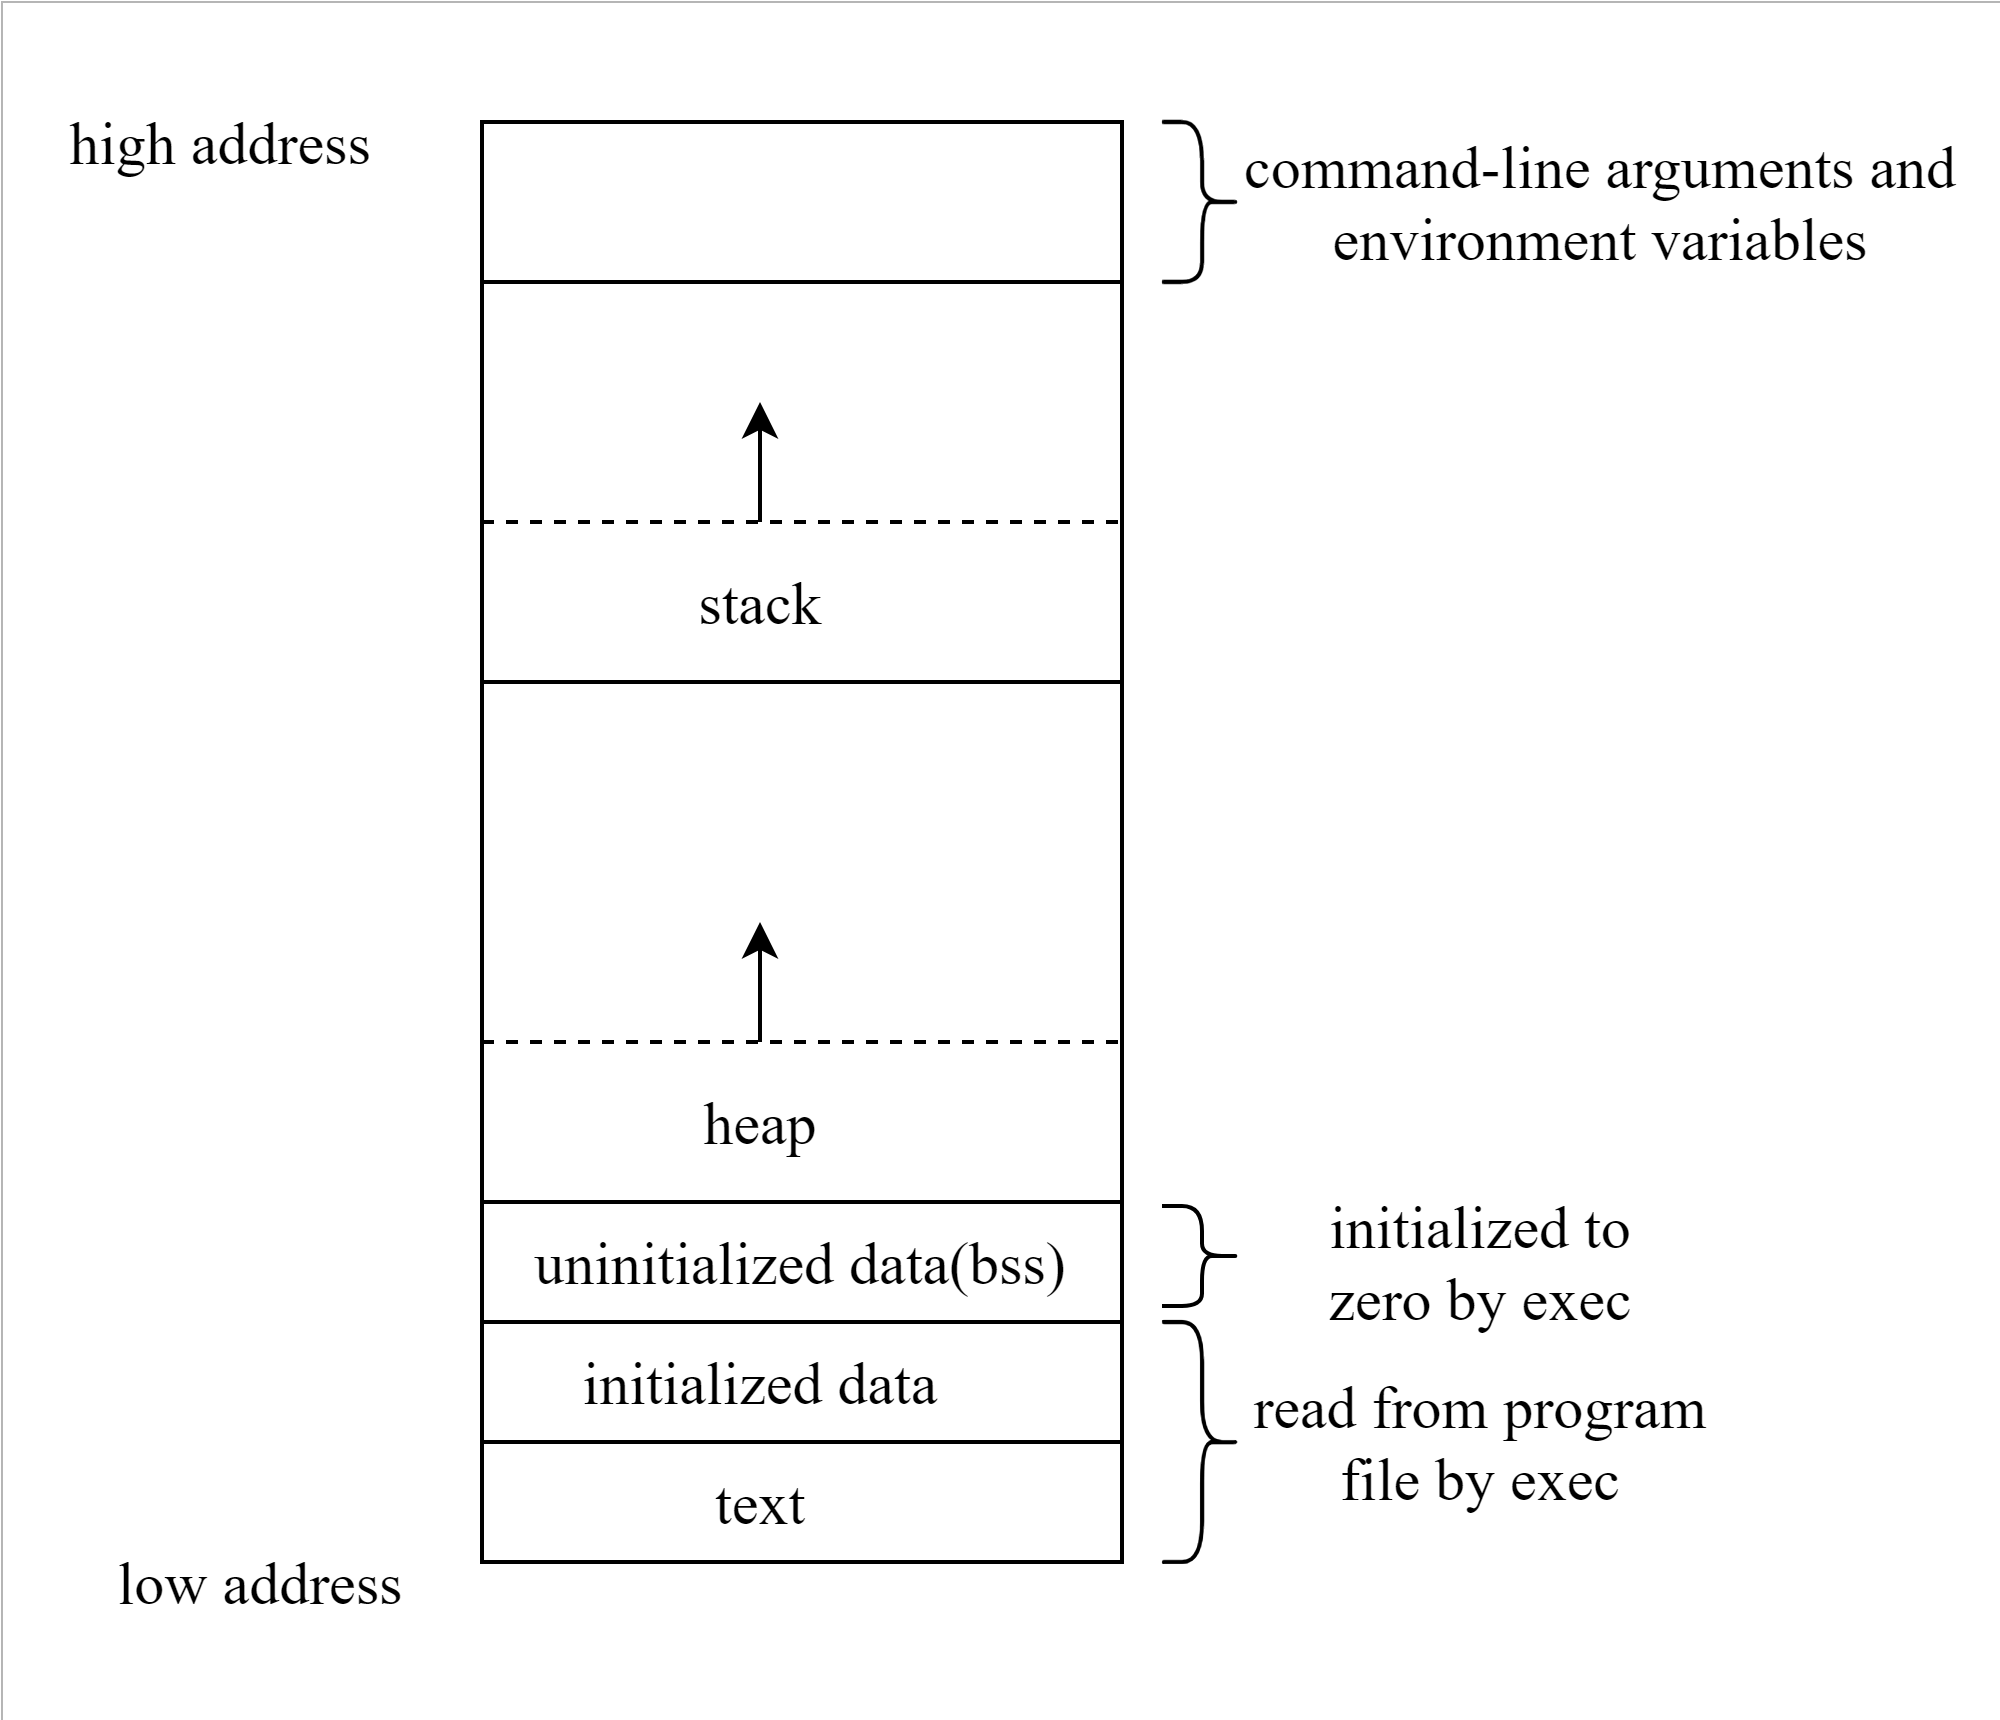 high address
command-line arguments and
environment variables
stack
heap
uninitialized data(bss)
initialized to
zero by exec
initialized data
read from program
file by exec
text
low address